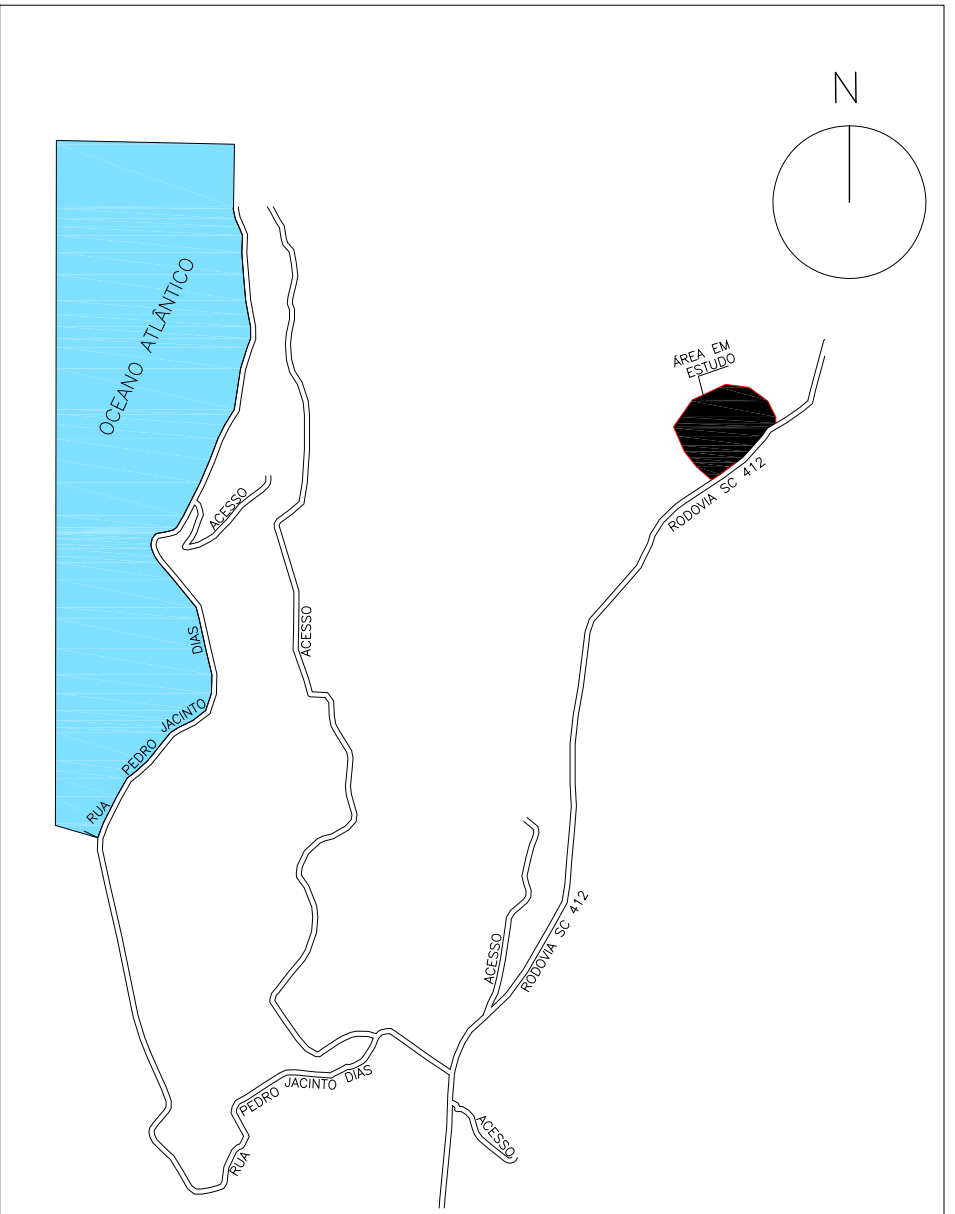 N
OCEANO ATLÂNTICO
ÁREA EM
ESTUDO
RODOVIA SC 412
ACESSO
ACESSO
DIAS
JACINTO
PEDRO
RUA
ACESSO
RODOVIA SC 412
PEDRO JACINTO DIAS
RUA
ACESSO